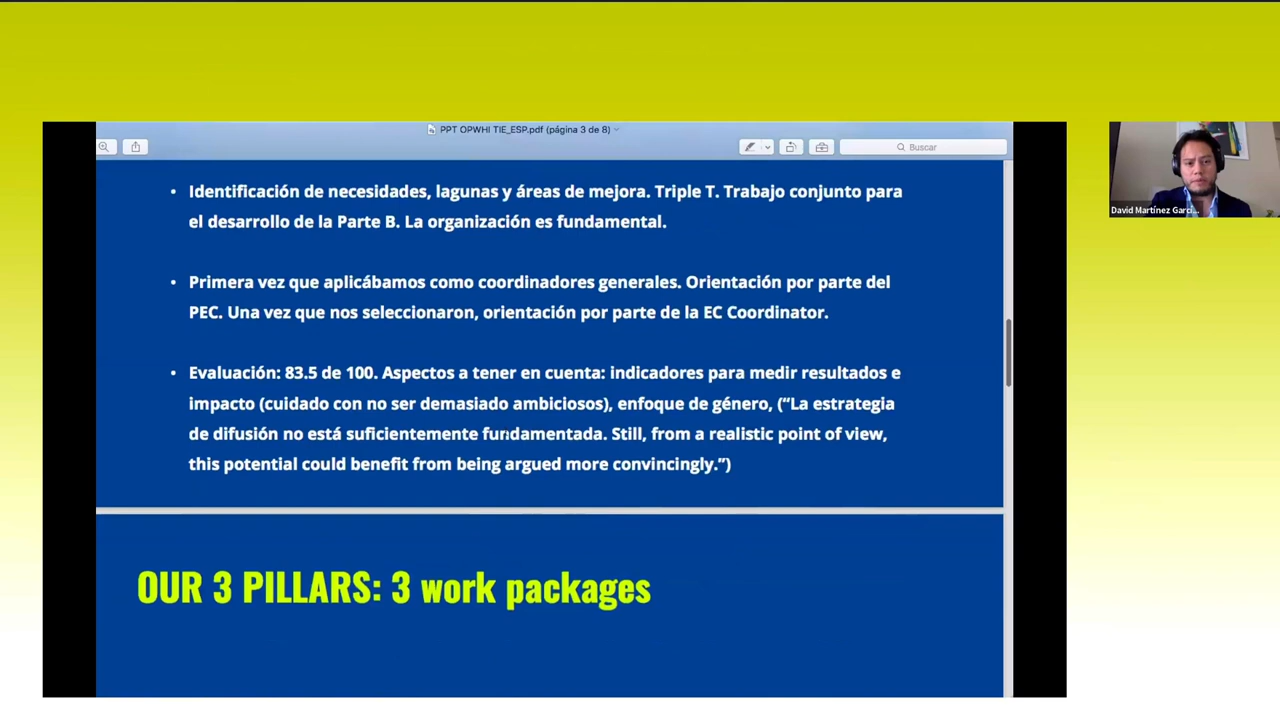 PPT OPWHI TIE_ESP.pdf (página 3 de 8)
Buscar
• Identificación de necesidades, lagunas y áreas de mejora. Triple T. Trabajo conjunto para
el desarrollo de la Parte B. La organización es fundamental.
• Primera vez que aplicábamos como coordinadores generales. Orientación por parte del
PEC. Una vez que nos seleccionaron, orientación por parte de la EC Coordinator.
• Evaluación: 83.5 de 100. Aspectos a tener en cuenta: indicadores para medir resultados e
impacto (cuidado con no ser demasiado ambiciosos), enfoque de género, (“La estrategia
de difusión no está suficientemente fundamentada. Still, from a realistic point of view,
this potential could benefit from being argued more convincingly.”)
OUR 3 PILLARS: 3 work packages
David Martínez Garcí...